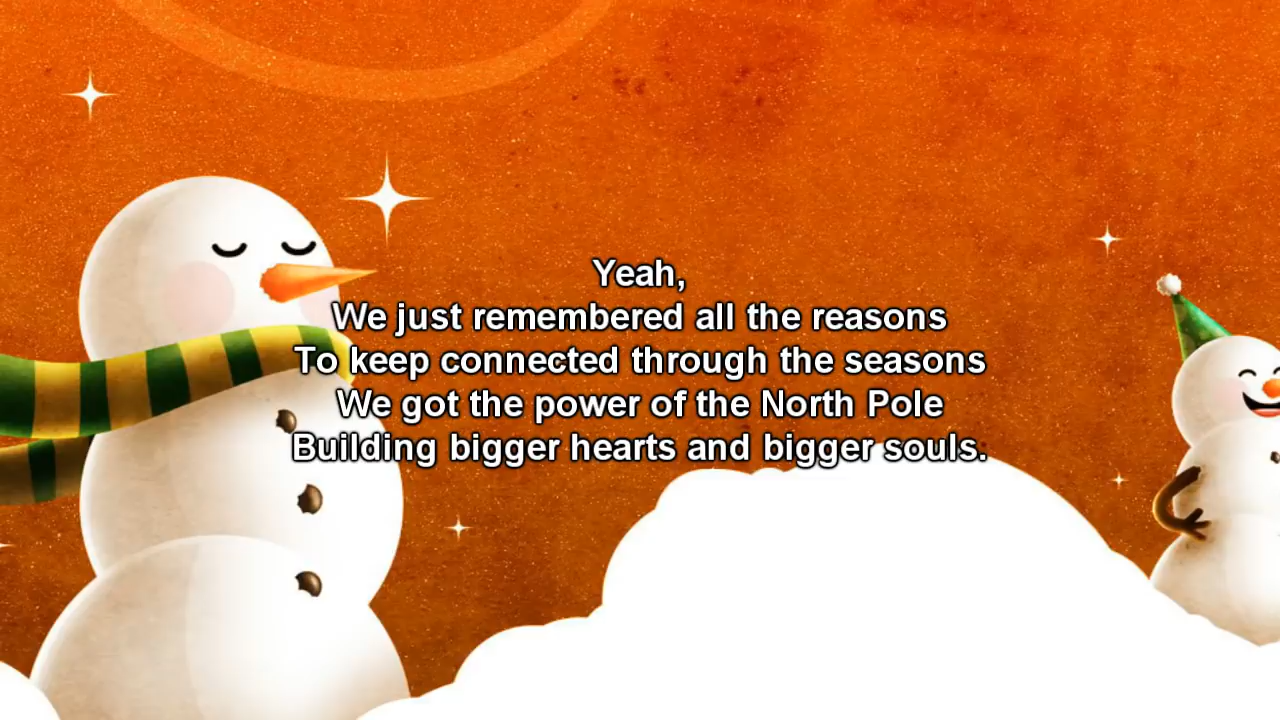 Yeah,
We just remembered all the reasons
To keep connected through the seasons
We got the power of the North Pole
Building bigger hearts and bigger souls.